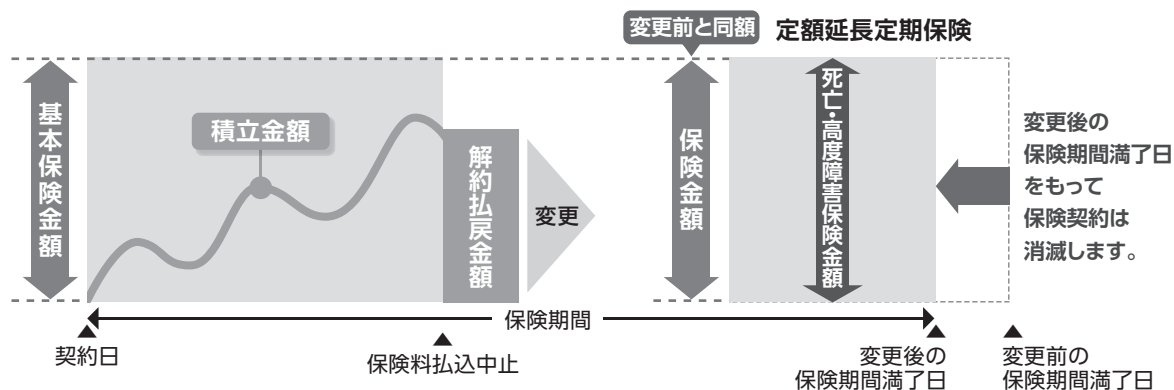 変更前と同額
定額延長定期保険
基本保険金額
積立金額
解約払戻金額
変更
保険金額
死亡・高度障害保険金額
変更後の
保険期間満了日
をもって
保険契約は
消滅します。
保険期間
契約日
保険料払込中止
変更後の
保険期間満了日
変更前の
保険期間満了日